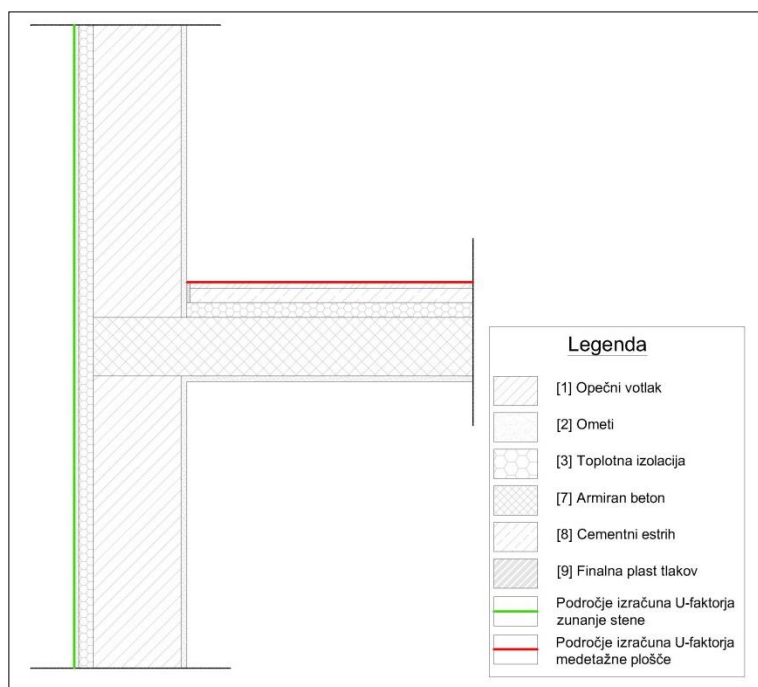 Legenda
[1] Opečni votlak
[2] Ometi
[3] Toplotna izolacija
[7] Armiran beton
[8] Cementni estrih
[9] Finalna plast tlakov
Področje izračuna U-faktorja
zunanje stene
Področje izračuna U-faktorja
medetažne plošče